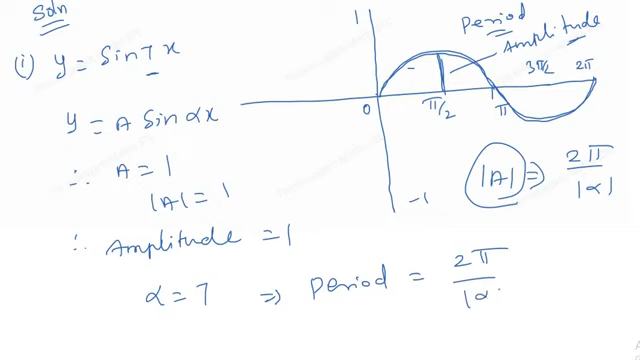 Soln
(i) y = Sin 7x
y = A Sin αx
∴ A = 1
|A| = 1
∴ Amplitude = 1
α = 7 ⇒ Period = 2π / |α
1
Period
Amplitude
0 π/2 π 3π/2 2π
-1
|A| ⇒ 2π / |α|